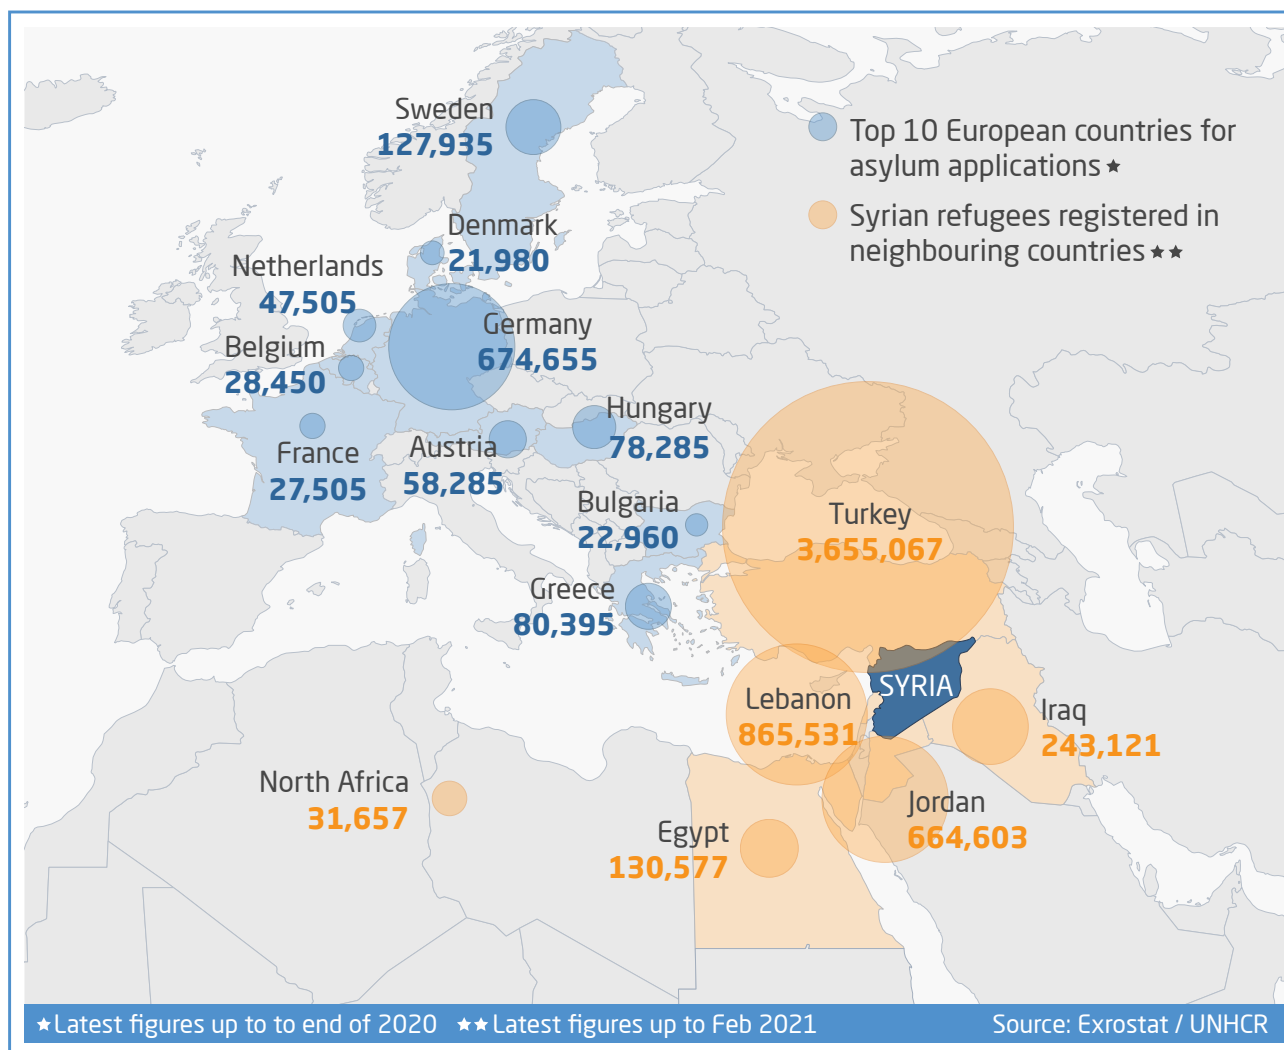 Sweden
127,935
Top 10 European countries for
asylum applications ★
Syrian refugees registered in
neighbouring countries ★★
Denmark
21,980
Netherlands
47,505
Germany
674,655
Belgium
28,450
Hungary
78,285
France
27,505
Austria
58,285
Bulgaria
22,960
Turkey
3,655,067
Greece
80,395
SYRIA
Lebanon
865,531
Iraq
243,121
North Africa
31,657
Jordan
664,603
Egypt
130,577
★Latest figures up to to end of 2020 ★★Latest figures up to Feb 2021 Source: Exrostat / UNHCR